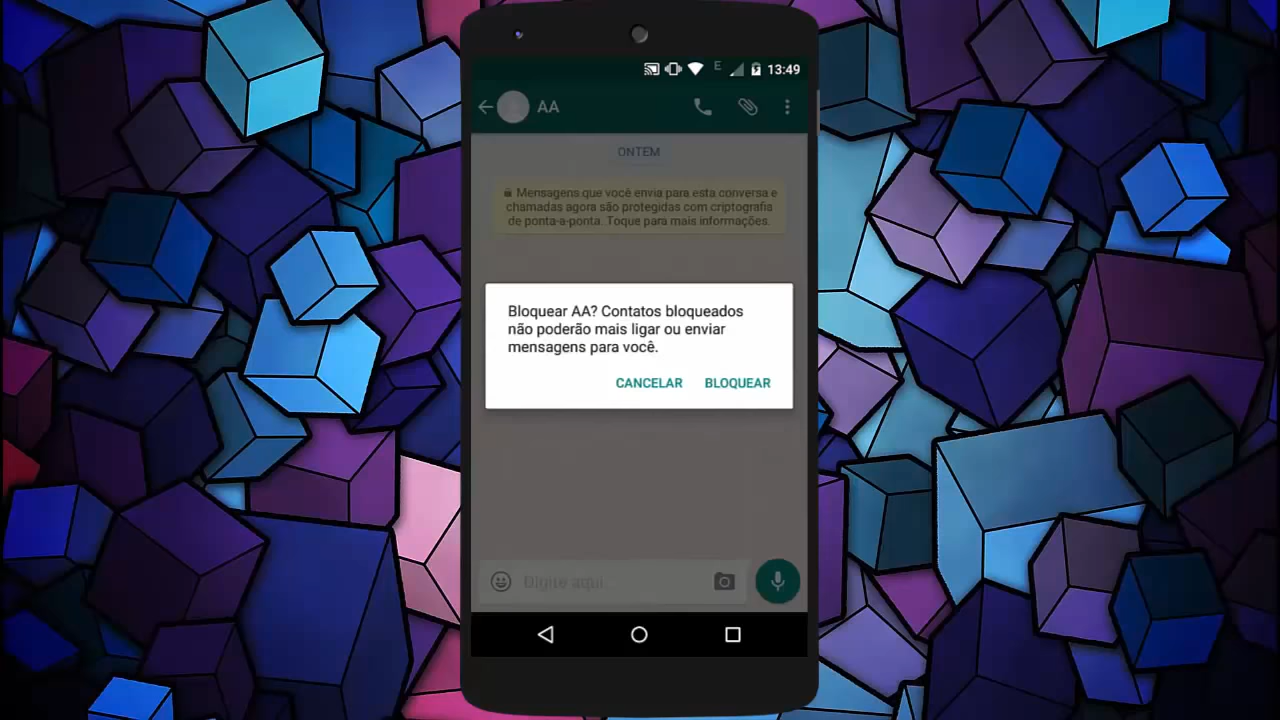 E 13:49
AA
ONTEM
Mensagens que você envia para esta conversa e
chamadas agora são protegidas com criptografia
de ponta-a-ponta. Toque para mais informações.
Bloquear AA? Contatos bloqueados
não poderão mais ligar ou enviar
mensagens para você.
CANCELAR BLOQUEAR
Digite aqui...